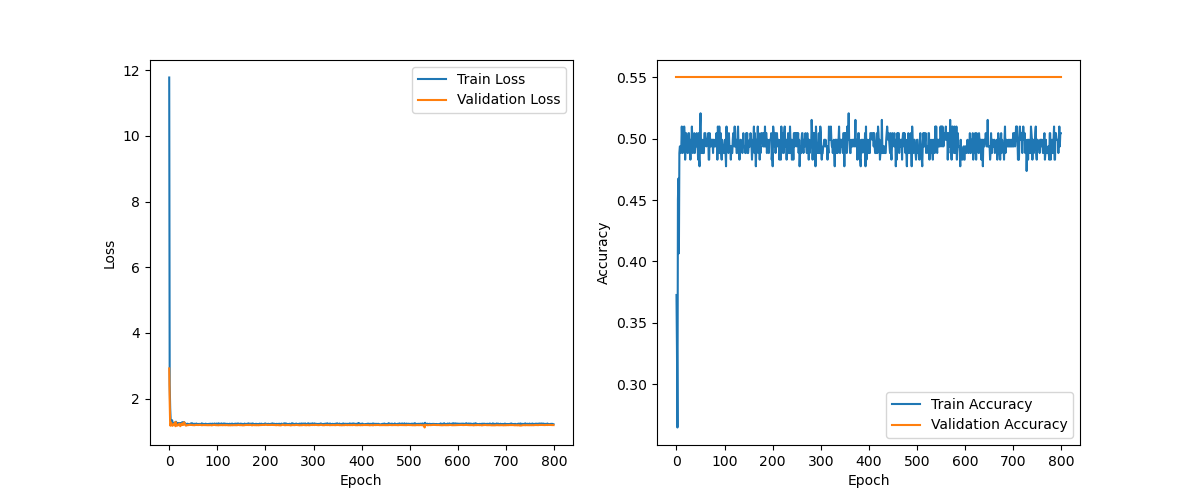 12
10
8
6
4
2
Loss
0 100 200 300 400 500 600 700 800
Epoch
Train Loss
Validation Loss
0.55
0.50
0.45
0.40
0.35
0.30
Accuracy
0 100 200 300 400 500 600 700 800
Epoch
Train Accuracy
Validation Accuracy